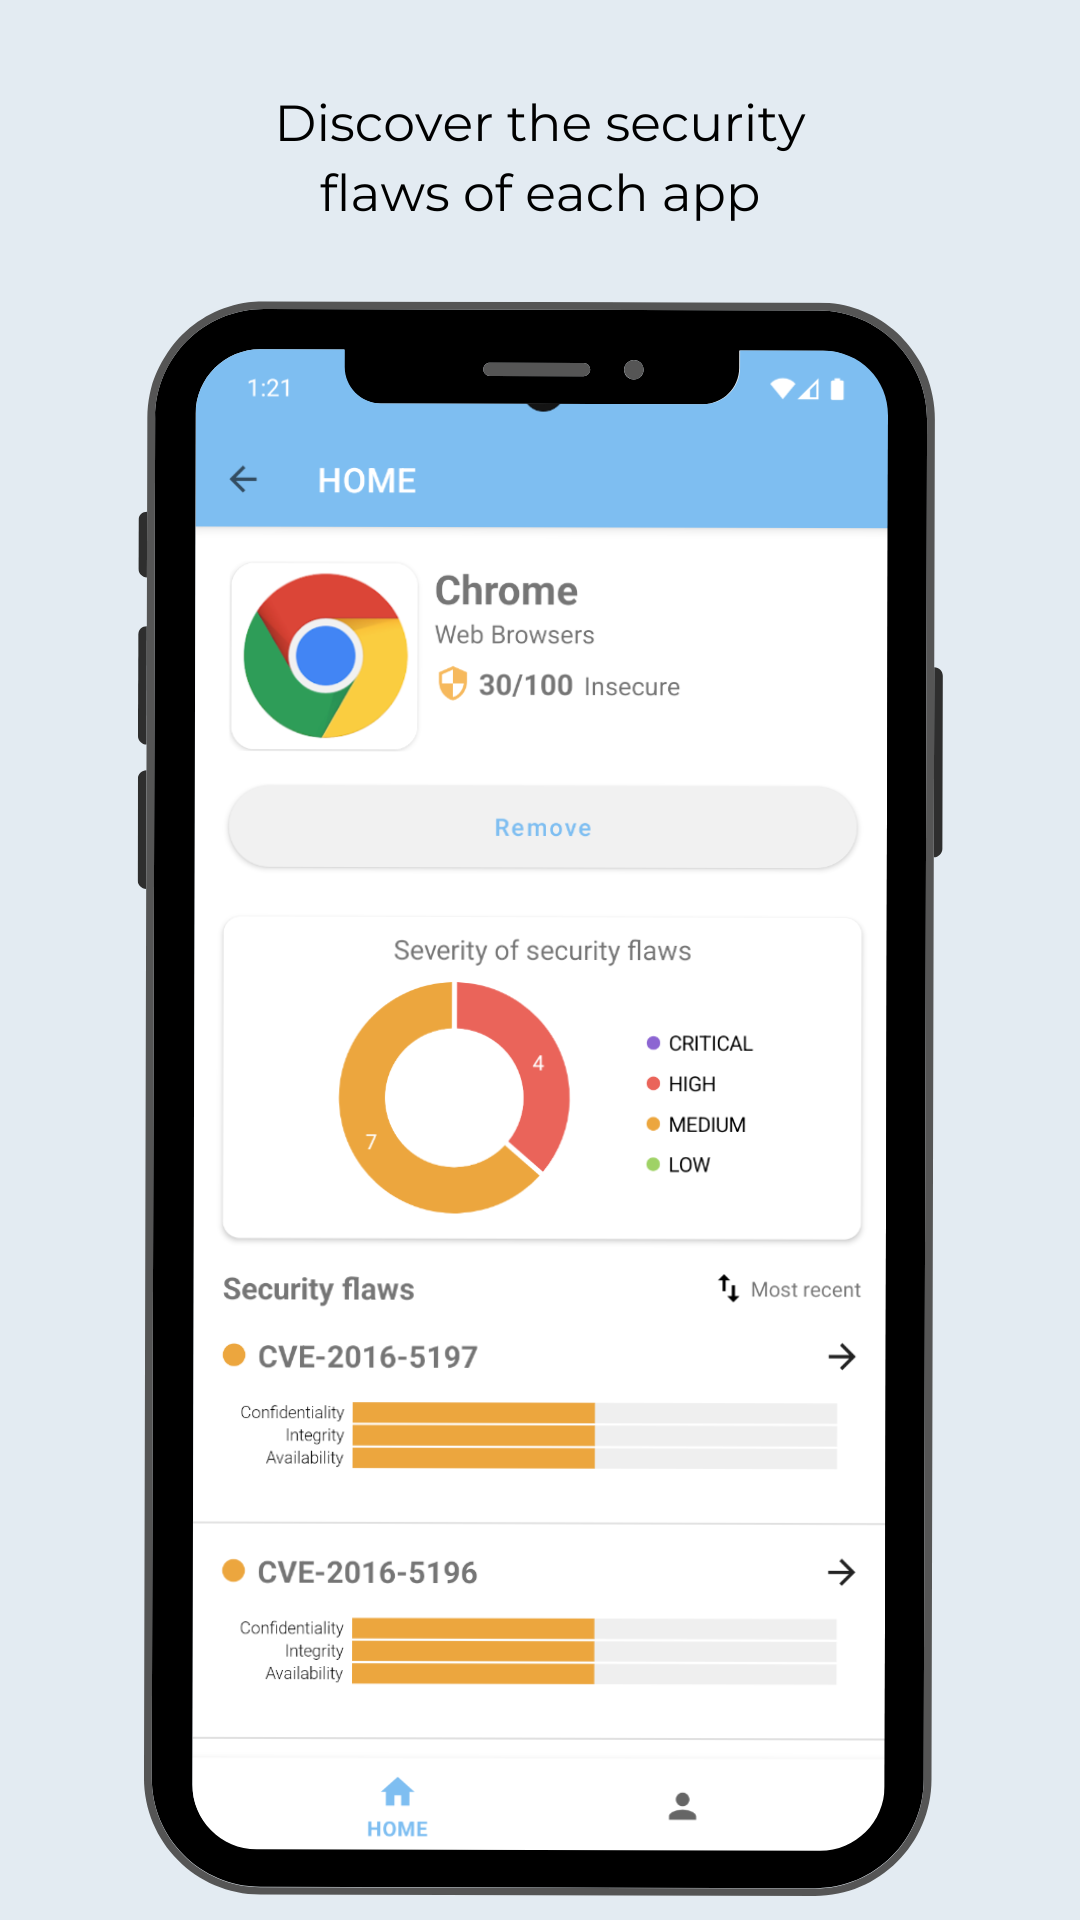 Discover the security
flaws of each app
1:21
HOME
Chrome
Web Browsers
30/100 Insecure
Remove
Severity of security flaws
4
7
CRITICAL
HIGH
MEDIUM
LOW
Security flaws
Most recent
CVE-2016-5197
Confidentiality
Integrity
Availability
CVE-2016-5196
Confidentiality
Integrity
Availability
HOME